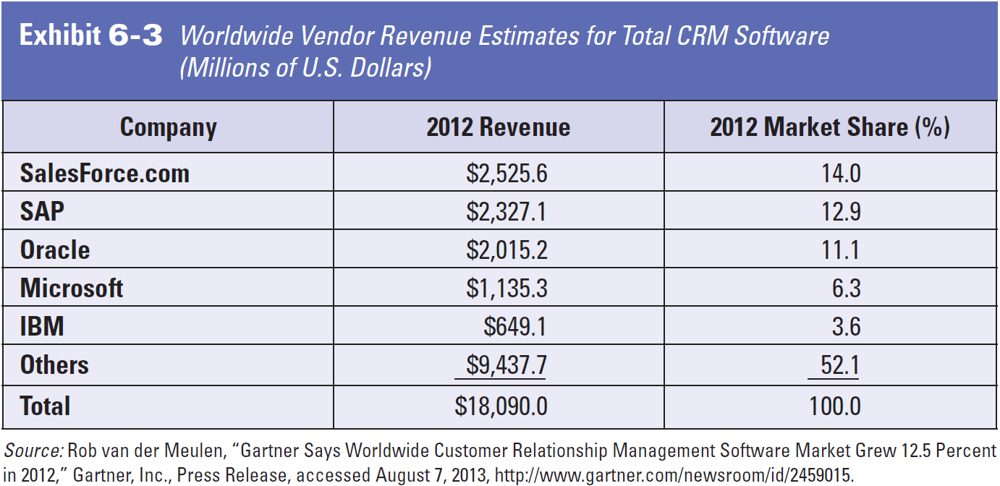 Exhibit 6-3 Worldwide Vendor Revenue Estimates for Total CRM Software
(Millions of U.S. Dollars)
Company 2012 Revenue 2012 Market Share (%)
SalesForce.com $2,525.6 14.0
SAP $2,327.1 12.9
Oracle $2,015.2 11.1
Microsoft $1,135.3 6.3
IBM $649.1 3.6
Others $9,437.7 52.1
Total $18,090.0 100.0
Source: Rob van der Meulen, “Gartner Says Worldwide Customer Relationship Management Software Market Grew 12.5 Percent
in 2012,” Gartner, Inc., Press Release, accessed August 7, 2013, http://www.gartner.com/newsroom/id/2459015.